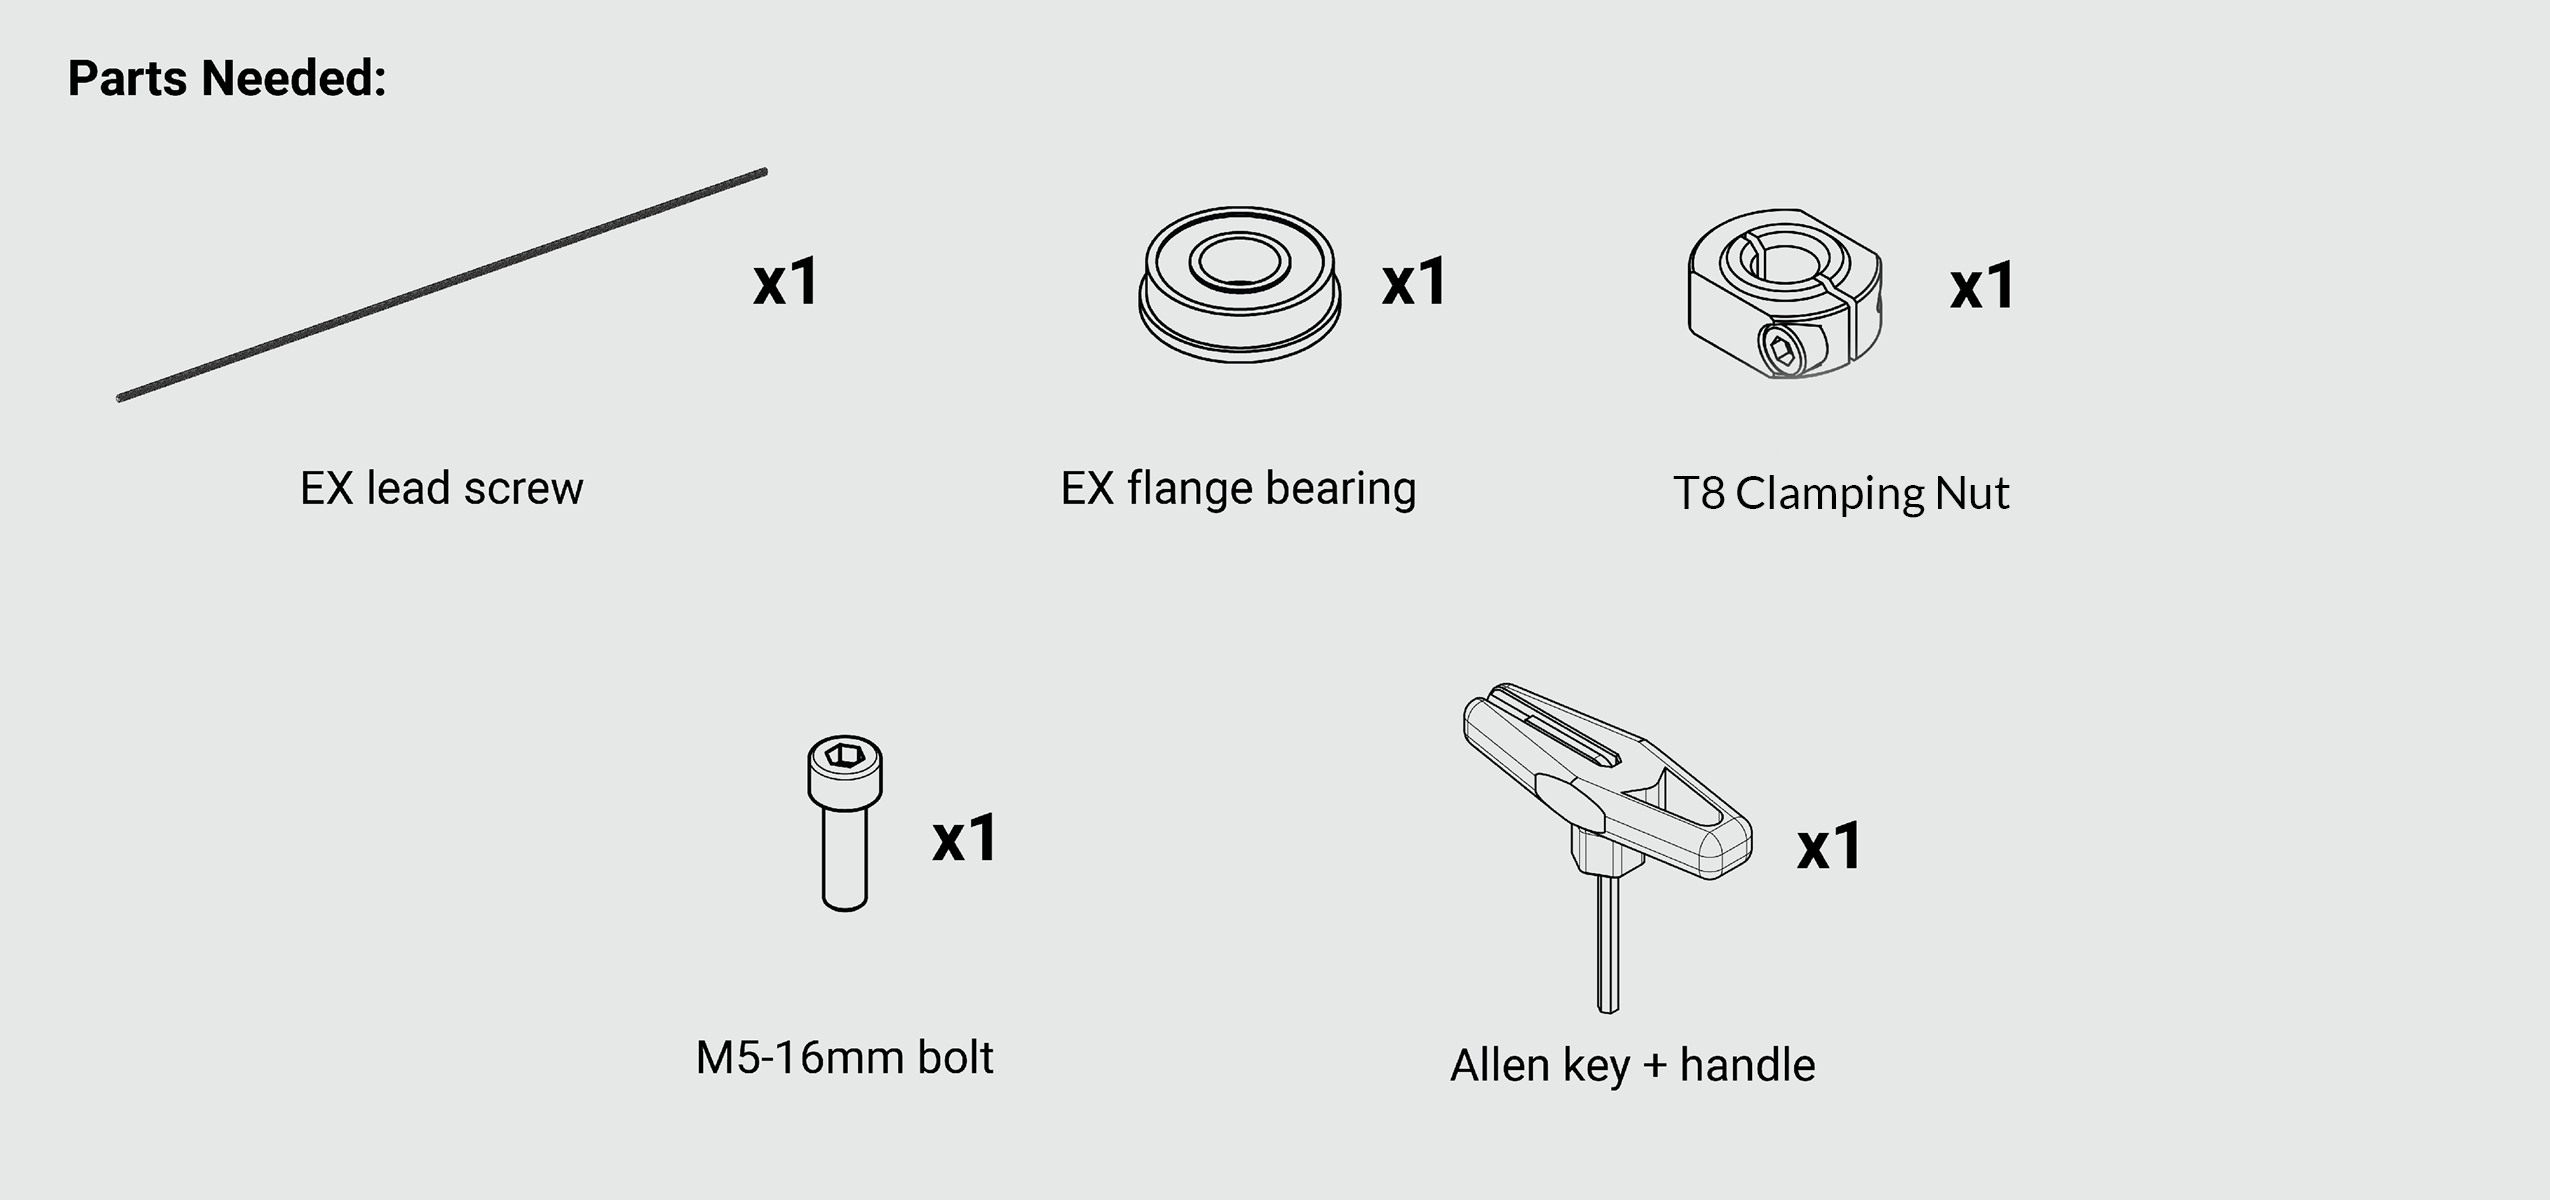 Parts Needed:
x1
x1
x1
EX lead screw
EX flange bearing
T8 Clamping Nut
x1
x1
M5-16mm bolt
Allen key + handle